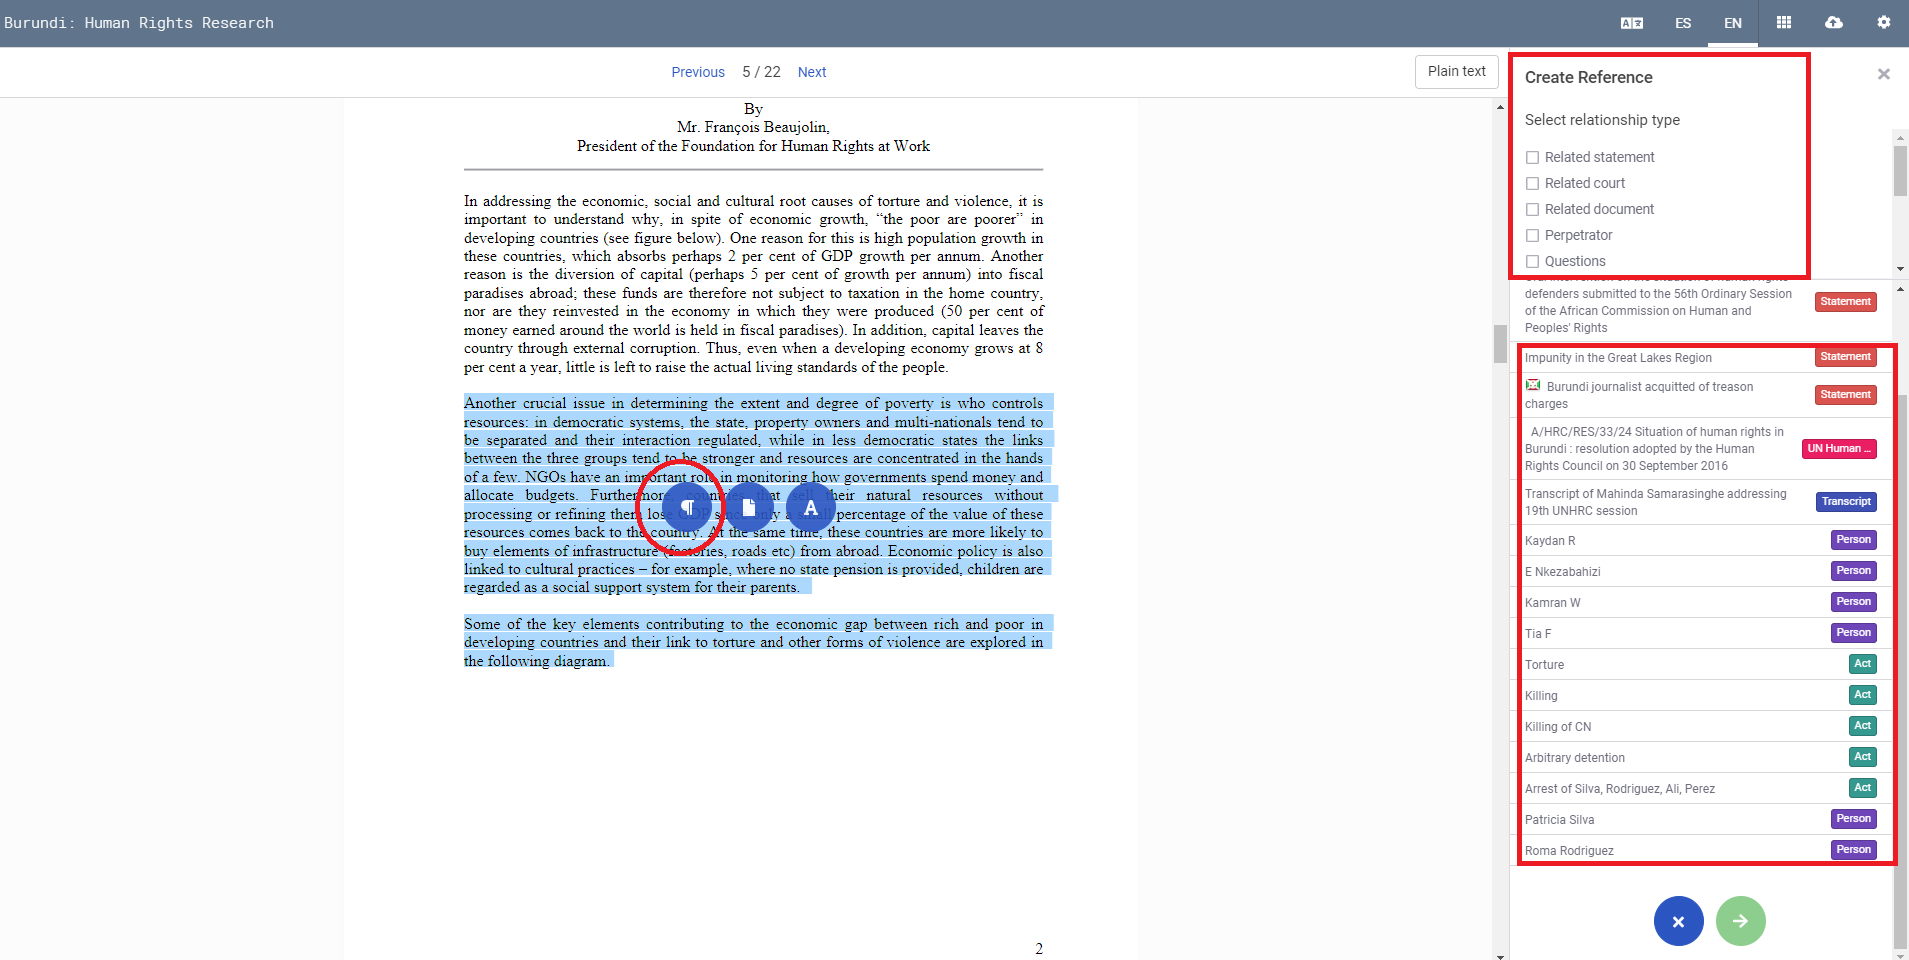 Burundi: Human Rights Research
ES
EN
Previous 5 / 22 Next
Plain text
By
Mr. François Beaujolin,
President of the Foundation for Human Rights at Work
In addressing the economic, social and cultural root causes of torture and violence, it is
important to understand why, in spite of economic growth, “the poor are poorer” in
developing countries (see figure below). One reason for this is high population growth in
these countries, which absorbs perhaps 2 per cent of GDP growth per annum. Another
reason is the diversion of capital (perhaps 5 per cent of growth per annum) into fiscal
paradises abroad; these funds are therefore not subject to taxation in the home country,
nor are they reinvested in the economy in which they were produced (50 per cent of
money earned around the world is held in fiscal paradises). In addition, capital leaves the
country through external corruption. Thus, even when a developing economy grows at 8
per cent a year, little is left to raise the actual living standards of the people.
Another crucial issue in determining the extent and degree of poverty is who controls
resources: in democratic systems, the state, property owners and multi-nationals tend to
be separated and their interaction regulated, while in less democratic states the links
between the three groups tend to be stronger and resources are concentrated in the hands
of a few. NGOs have an important role in monitoring how governments spend money and
allocate budgets. Furthermore, countries that sell their natural resources without
processing or refining them lose GDP since only a small percentage of the value of these
resources comes back to the country. At the same time, these countries are more likely to
buy elements of infrastructure (factories, roads etc) from abroad. Economic policy is also
linked to cultural practices – for example, where no state pension is provided, children are
regarded as a social support system for their parents.
Some of the key elements contributing to the economic gap between rich and poor in
developing countries and their link to torture and other forms of violence are explored in
the following diagram.
A
2
Create Reference
Select relationship type
Related statement
Related court
Related document
Perpetrator
Questions
defenders submitted to the 56th Ordinary Session
of the African Commission on Human and
Peoples' Rights
Statement
Impunity in the Great Lakes Region Statement
Burundi journalist acquitted of treason
charges
Statement
A/HRC/RES/33/24 Situation of human rights in
Burundi : resolution adopted by the Human
Rights Council on 30 September 2016
UN Human ...
Transcript of Mahinda Samarasinghe addressing
19th UNHRC session
Transcript
Kaydan R Person
E Nkezabahizi Person
Kamran W Person
Tia F Person
Torture Act
Killing Act
Killing of CN Act
Arbitrary detention Act
Arrest of Silva, Rodriguez, Ali, Perez Act
Patricia Silva Person
Roma Rodriguez Person